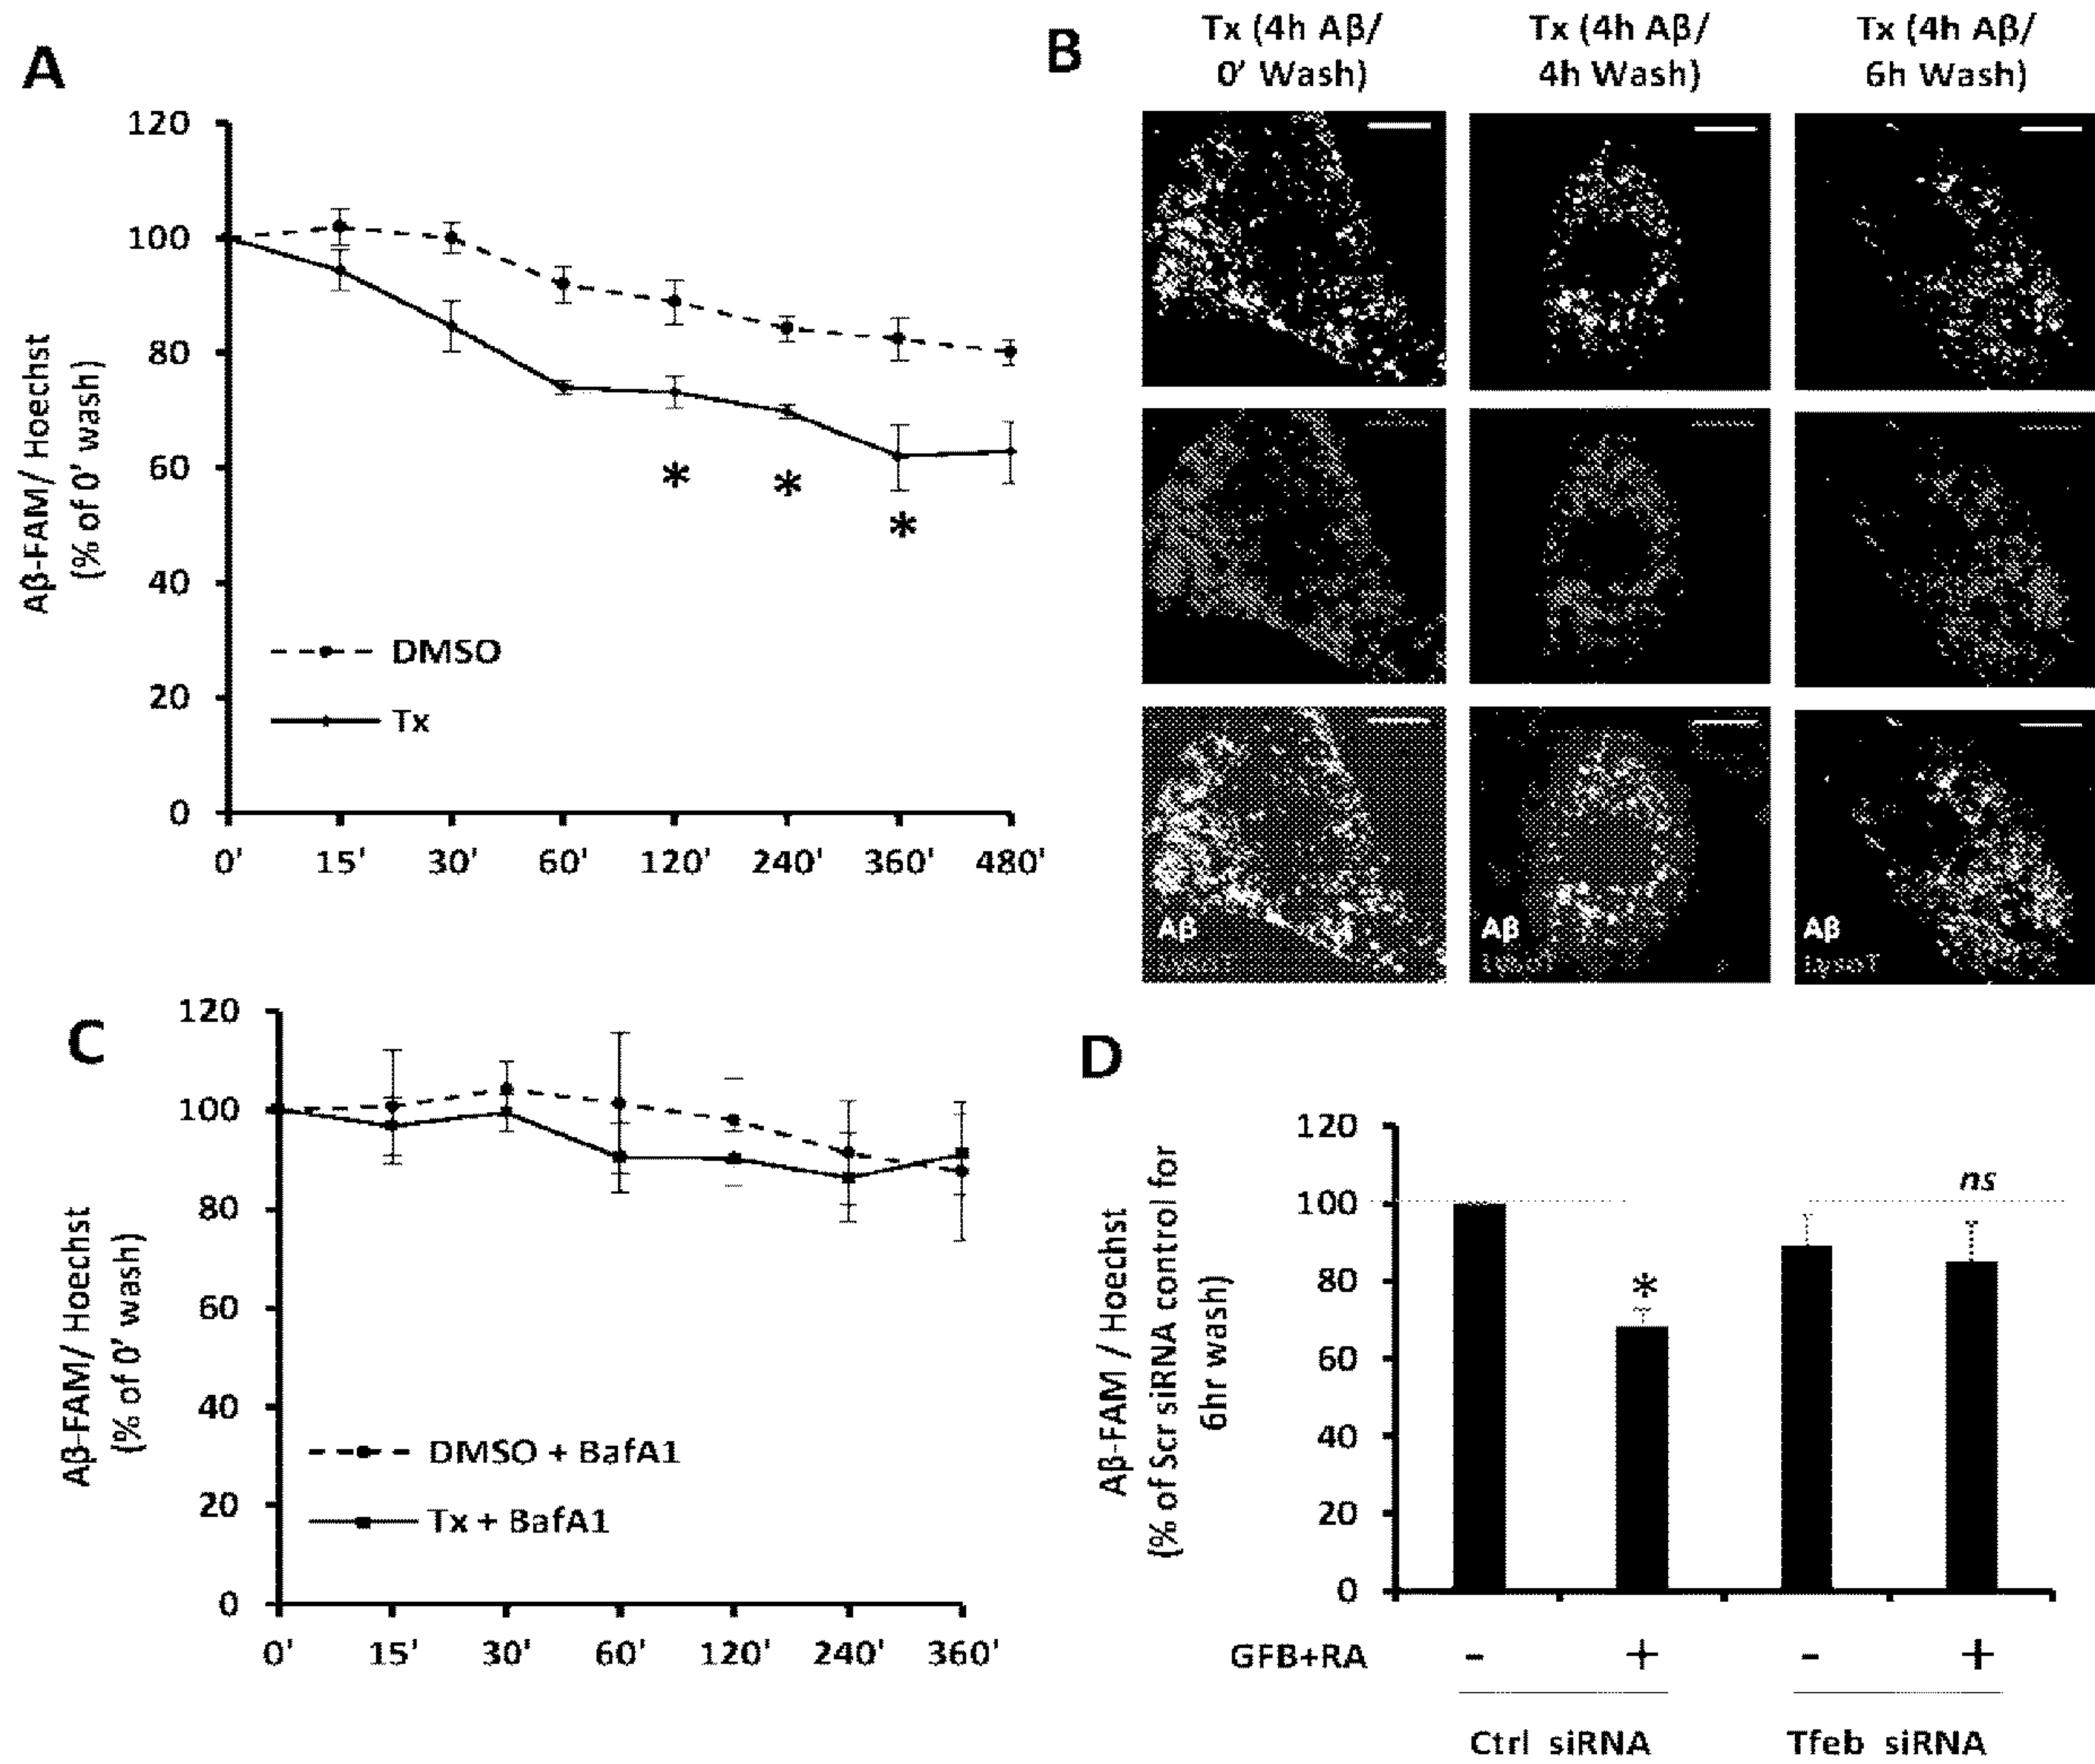 A
120
100
80
60
40
20
0
Aβ-FAM/ Hoechst
(% of 0' wash)
DMSO
Tx
*
*
*
0' 15' 30' 60' 120' 240' 360' 480'
B
Tx (4h Aβ/
0' Wash)
Tx (4h Aβ/
4h Wash)
Tx (4h Aβ/
6h Wash)
Aβ
Aβ
LysoT
Aβ
LysoT
C
120
100
80
60
40
20
0
Aβ-FAM/ Hoechst
(% of 0' wash)
DMSO + BafA1
Tx + BafA1
0' 15' 30' 60' 120' 240' 360'
D
120
100
80
60
40
20
0
Aβ-FAM / Hoechst
(% of Scr siRNA control for
6hr wash)
*
ns
GFB+RA - + - +
Ctrl siRNA Tfeb siRNA